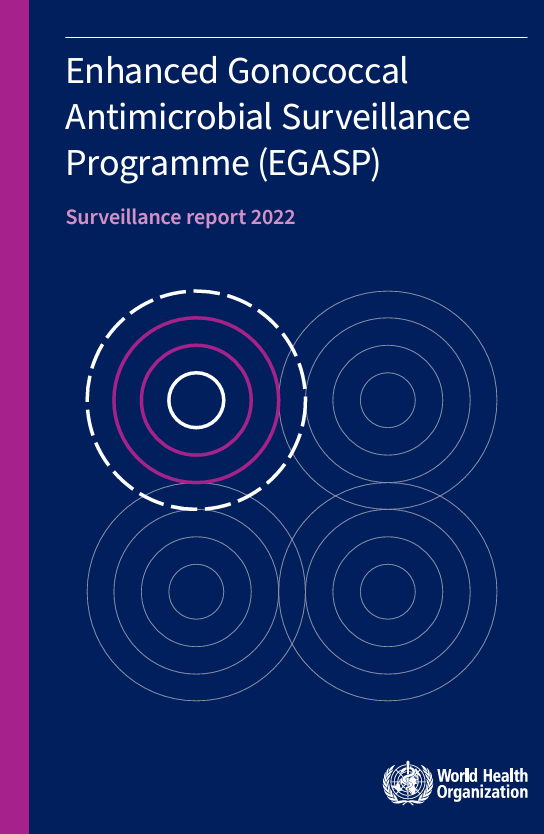 Enhanced Gonococcal
Antimicrobial Surveillance
Programme (EGASP)
Surveillance report 2022
World Health
Organization